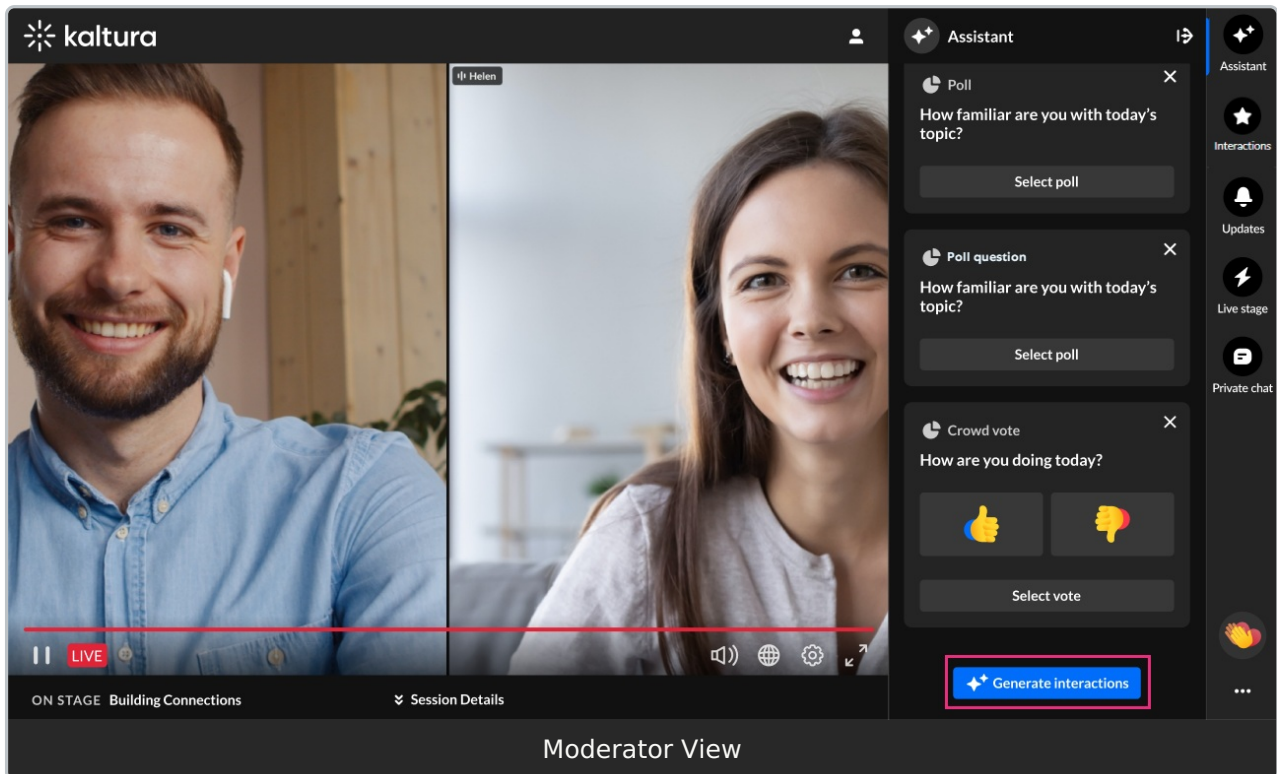 kaltura
Helen
LIVE
ON STAGE Building Connections
Session Details
Assistant
Poll
How familiar are you with today's
topic?
Select poll
Poll question
How familiar are you with today's
topic?
Select poll
Crowd vote
How are you doing today?
Select vote
Generate interactions
Assistant
Interactions
Updates
Live stage
Private chat
Moderator View